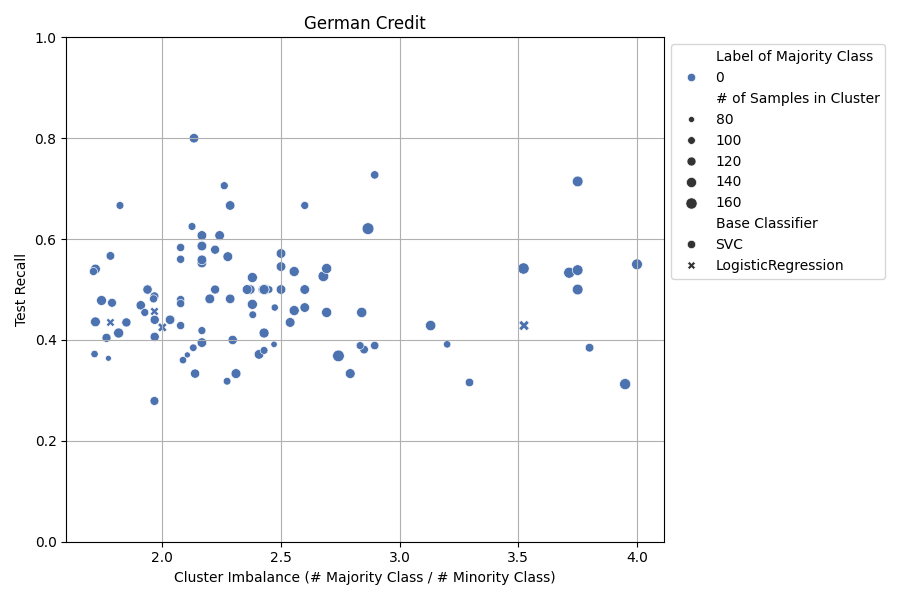 German Credit
1.0
0.8
0.6
0.4
0.2
0.0
Test Recall
2.0 2.5 3.0 3.5 4.0
Cluster Imbalance (# Majority Class / # Minority Class)
Label of Majority Class
0
# of Samples in Cluster
80
100
120
140
160
Base Classifier
SVC
LogisticRegression